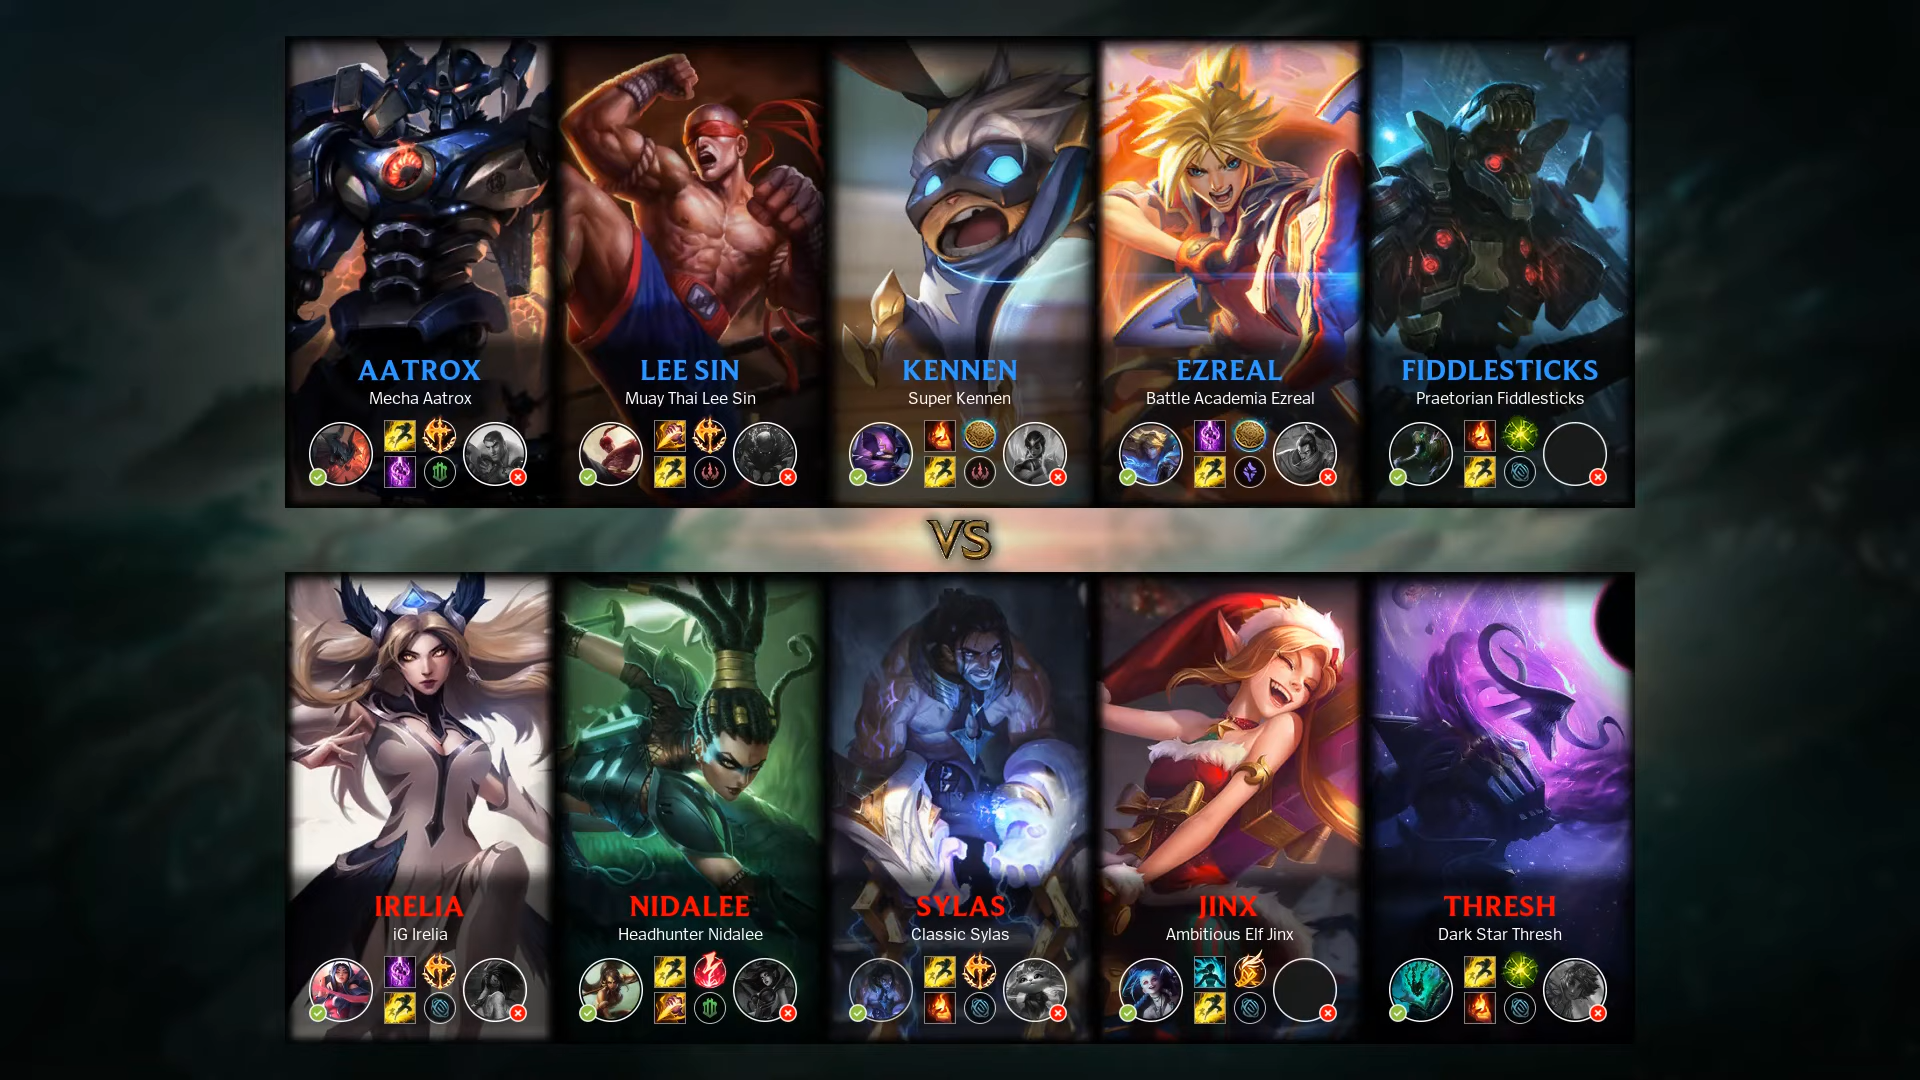 AATROX
Mecha Aatrox
LEE SIN
Muay Thai Lee Sin
KENNEN
Super Kennen
EZREAL
Battle Academia Ezreal
FIDDLESTICKS
Praetorian Fiddlesticks
VS
IRELIA
iG Irelia
NIDALEE
Headhunter Nidalee
SYLAS
Classic Sylas
JINX
Ambitious Elf Jinx
THRESH
Dark Star Thresh